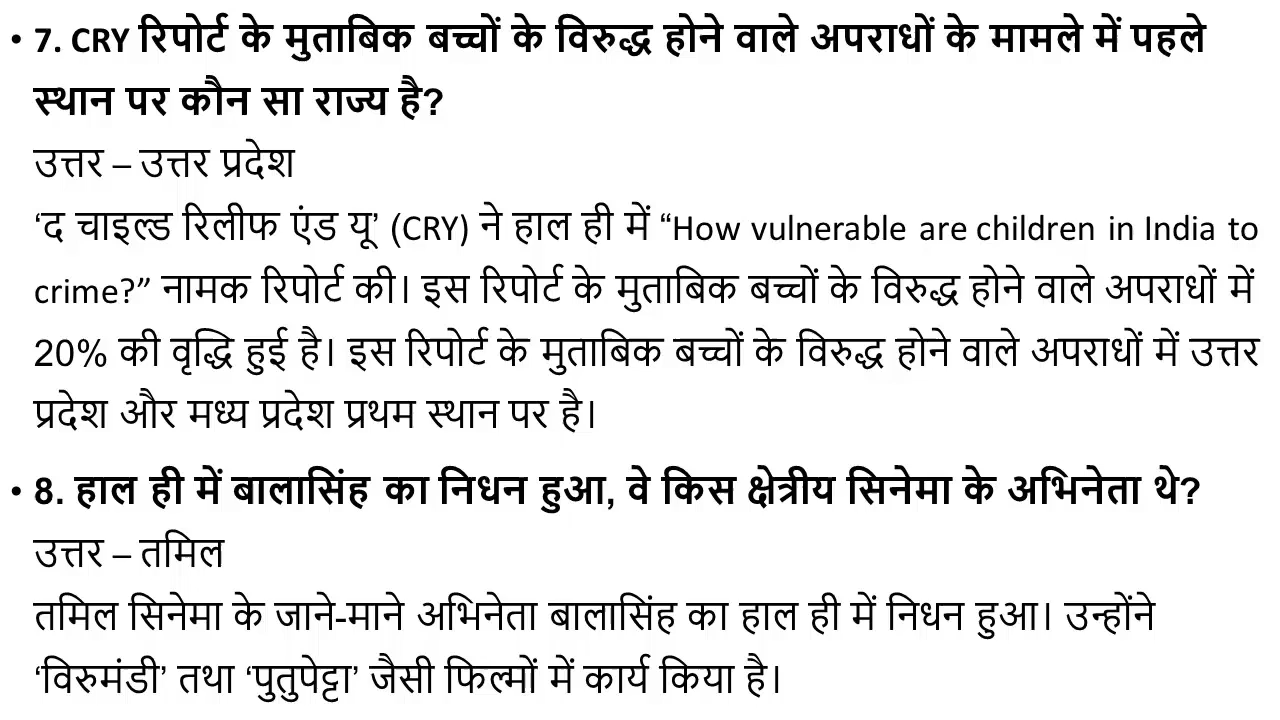 • 7. CRY रिपोर्ट के मुताबिक बच्चों के विरुद्ध होने वाले अपराधों के मामले में पहले
स्थान पर कौन सा राज्य है?
उत्तर – उत्तर प्रदेश
‘द चाइल्ड रिलीफ एंड यू’ (CRY) ने हाल ही में “How vulnerable are children in India to
crime?” नामक रिपोर्ट की। इस रिपोर्ट के मुताबिक बच्चों के विरुद्ध होने वाले अपराधों में
20% की वृद्धि हुई है। इस रिपोर्ट के मुताबिक बच्चों के विरुद्ध होने वाले अपराधों में उत्तर
प्रदेश और मध्य प्रदेश प्रथम स्थान पर है।
• 8. हाल ही में बालासिंह का निधन हुआ, वे किस क्षेत्रीय सिनेमा के अभिनेता थे?
उत्तर – तमिल
तमिल सिनेमा के जाने-माने अभिनेता बालासिंह का हाल ही में निधन हुआ। उन्होंने
‘विरुमंडी’ तथा ‘पुतुपेट्टा’ जैसी फिल्मों में कार्य किया है।